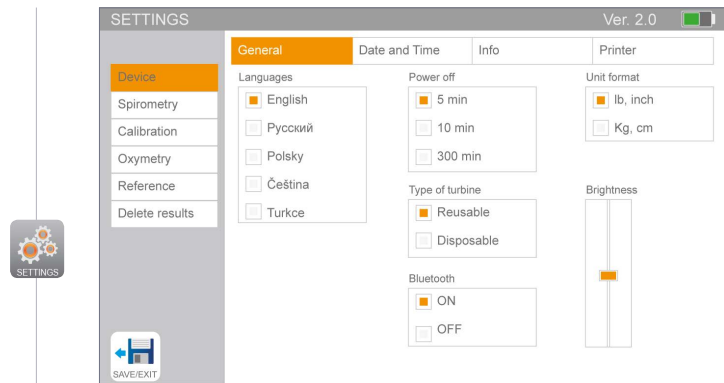 SETTINGS Ver. 2.0
General Date and Time Info Printer
Device
Spirometry
Calibration
Oxymetry
Reference
Delete results
Languages
English
Русский
Polsky
Čeština
Turkce
Power off
5 min
10 min
300 min
Unit format
lb, inch
Kg, cm
Type of turbine
Reusable
Disposable
Brightness
Bluetooth
ON
OFF
SETTINGS
SAVE/EXIT